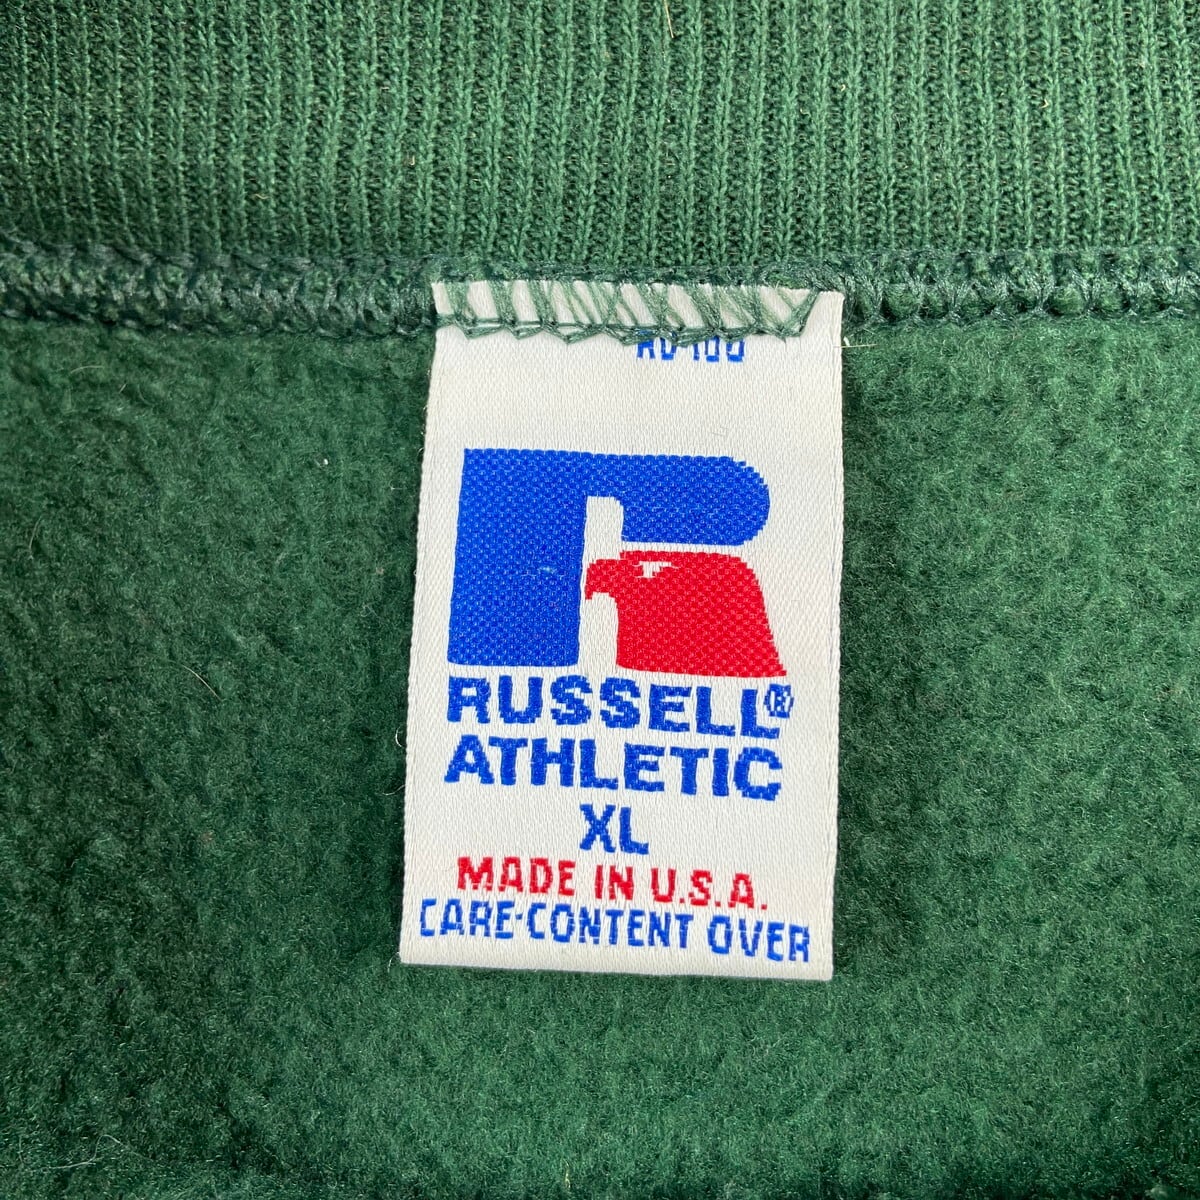 RUSSELL®
ATHLETIC
XL
MADE IN U.S.A.
CARE-CONTENT OVER